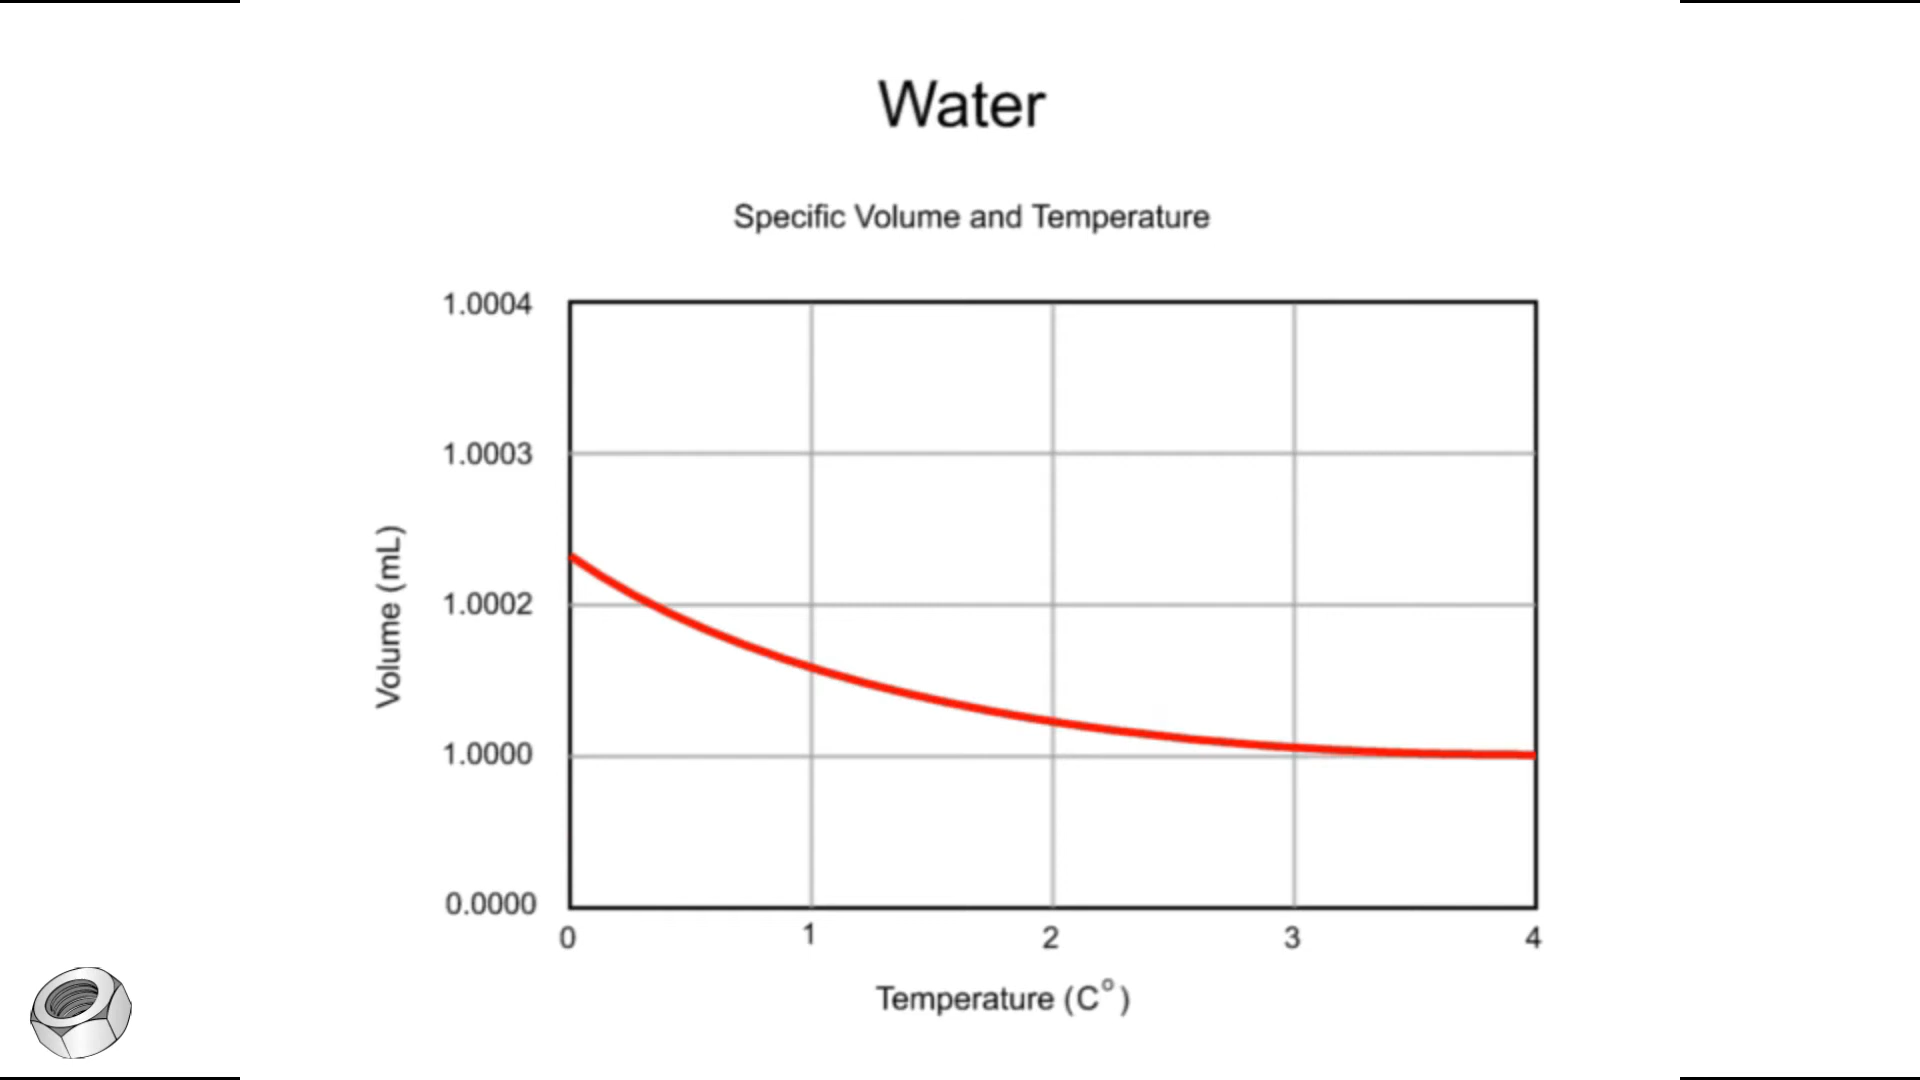 Water
Specific Volume and Temperature
1.0004
1.0003
1.0002
1.0000
0.0000
Volume (mL)
0 1 2 3 4
Temperature (C°)